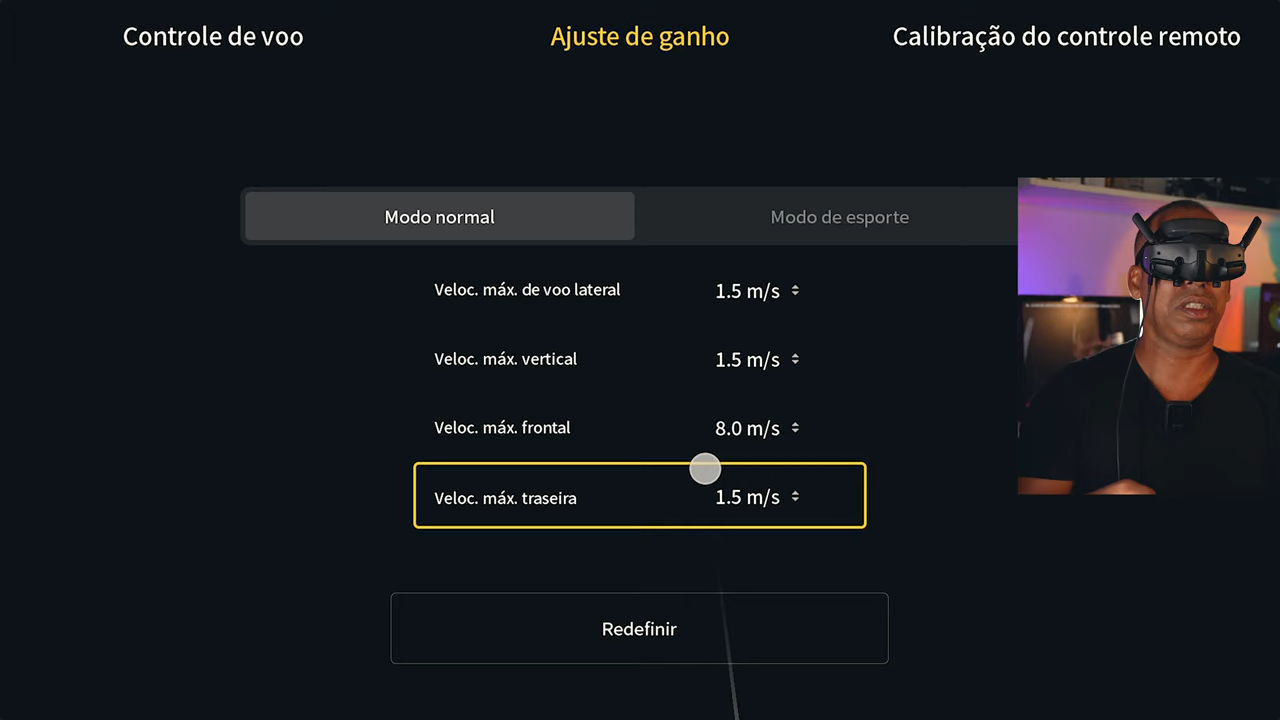 Controle de voo
Ajuste de ganho
Calibração do controle remoto
Modo normal
Modo de esporte
Veloc. máx. de voo lateral 1.5 m/s
Veloc. máx. vertical 1.5 m/s
Veloc. máx. frontal 8.0 m/s
Veloc. máx. traseira 1.5 m/s
Redefinir